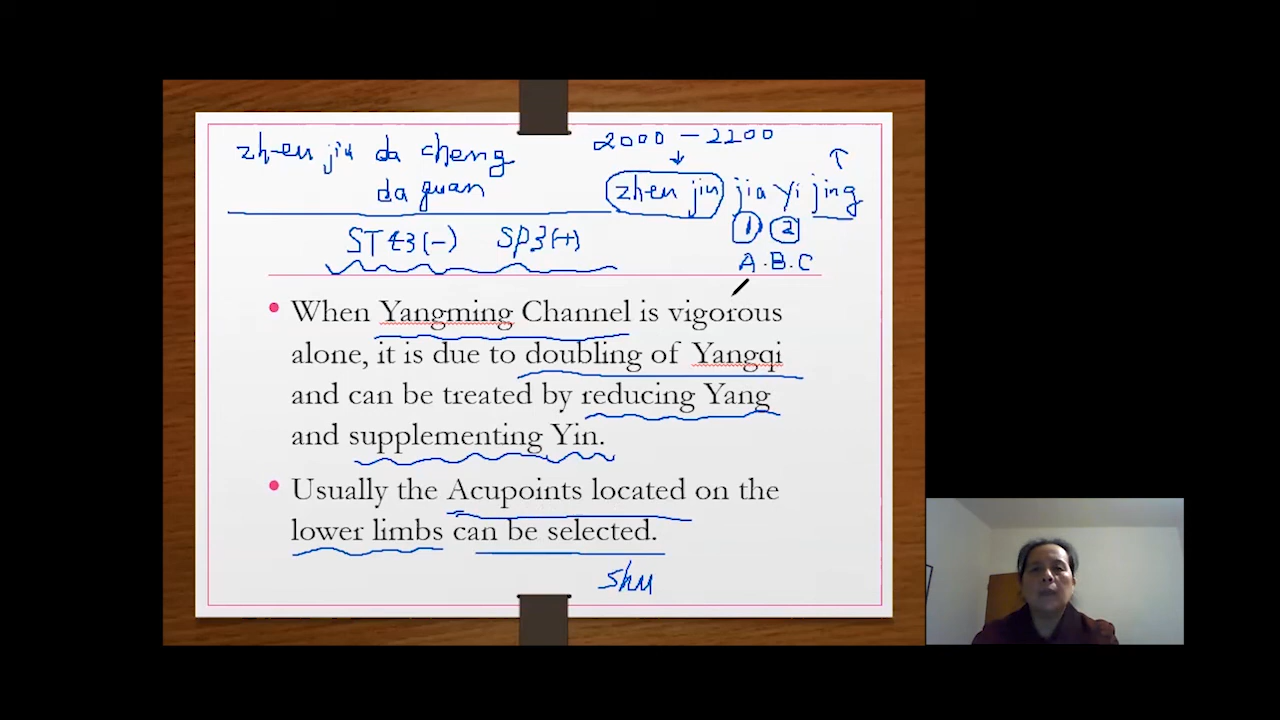 zhen jiu da cheng
da guan
2000 - 2200
zhen jiu jia yi jing
1 2
ST43(-) SP3(+)
A.B.C
• When Yangming Channel is vigorous
alone, it is due to doubling of Yangqi
and can be treated by reducing Yang
and supplementing Yin.
• Usually the Acupoints located on the
lower limbs can be selected.
shu